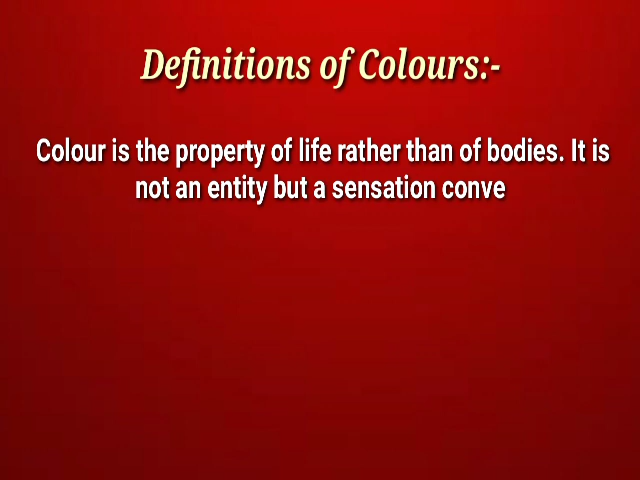 Definitions of Colours:-
Colour is the property of life rather than of bodies. It is
not an entity but a sensation conve